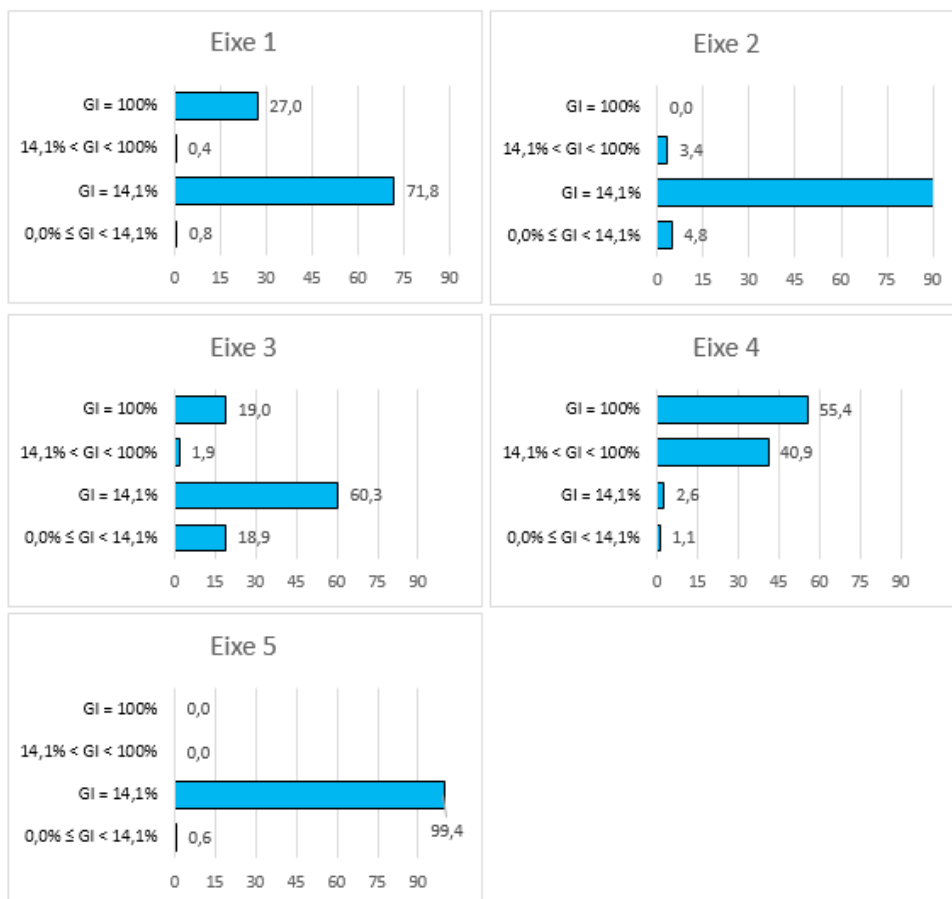 Eixe 1
GI = 100% 27,0
14,1% < GI < 100% 0,4
GI = 14,1% 71,8
0,0% ≤ GI < 14,1% 0,8
0 15 30 45 60 75 90
Eixe 2
GI = 100% 0,0
14,1% < GI < 100% 3,4
GI = 14,1%
0,0% ≤ GI < 14,1% 4,8
0 15 30 45 60 75 90
Eixe 3
GI = 100% 19,0
14,1% < GI < 100% 1,9
GI = 14,1% 60,3
0,0% ≤ GI < 14,1% 18,9
0 15 30 45 60 75 90
Eixe 4
GI = 100% 55,4
14,1% < GI < 100% 40,9
GI = 14,1% 2,6
0,0% ≤ GI < 14,1% 1,1
0 15 30 45 60 75 90
Eixe 5
GI = 100% 0,0
14,1% < GI < 100% 0,0
GI = 14,1% 99,4
0,0% ≤ GI < 14,1% 0,6
0 15 30 45 60 75 90